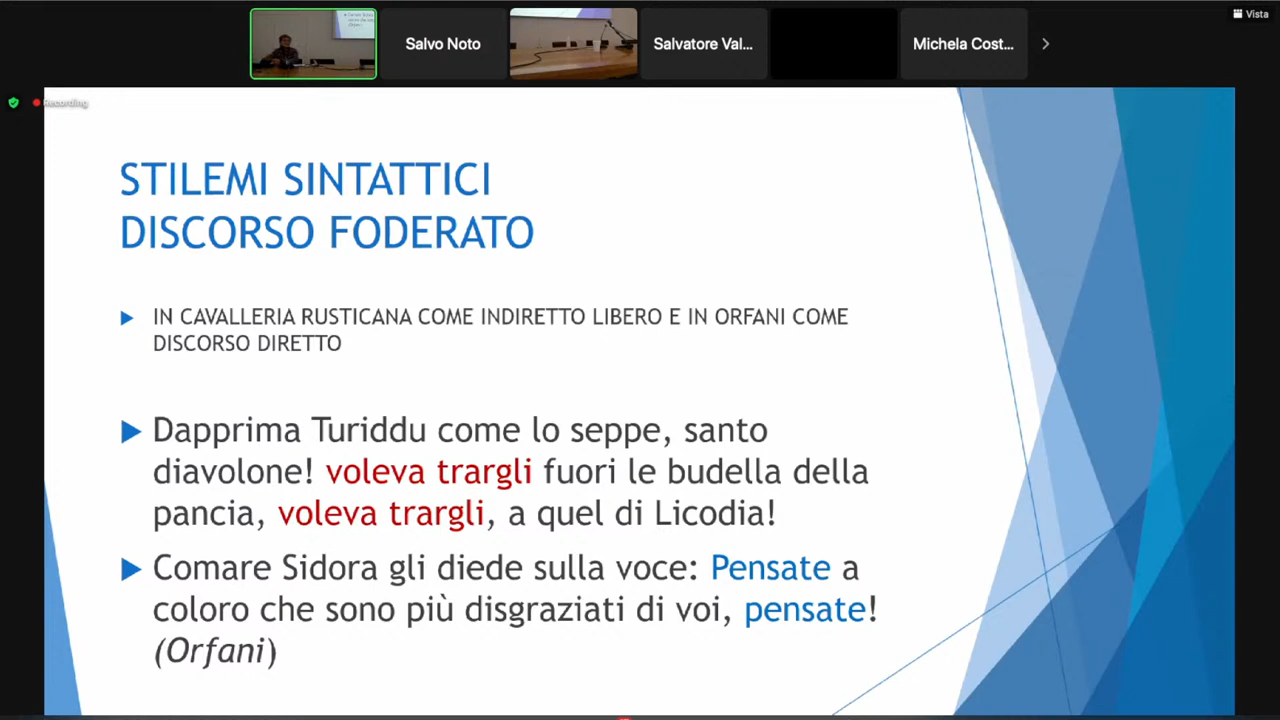 Vista
Salvo Noto
Salvatore Val...
Michela Cost...
Recording
STILEMI SINTATTICI
DISCORSO FODERATO
IN CAVALLERIA RUSTICANA COME INDIRETTO LIBERO E IN ORFANI COME
DISCORSO DIRETTO
Dapprima Turiddu come lo seppe, santo
diavolone! voleva trargli fuori le budella della
pancia, voleva trargli, a quel di Licodia!
Comare Sidora gli diede sulla voce: Pensate a
coloro che sono più disgraziati di voi, pensate!
(Orfani)